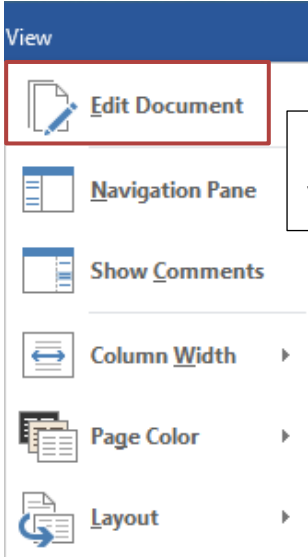 View
Edit Document
Navigation Pane
Show Comments
Column Width
Page Color
Layout